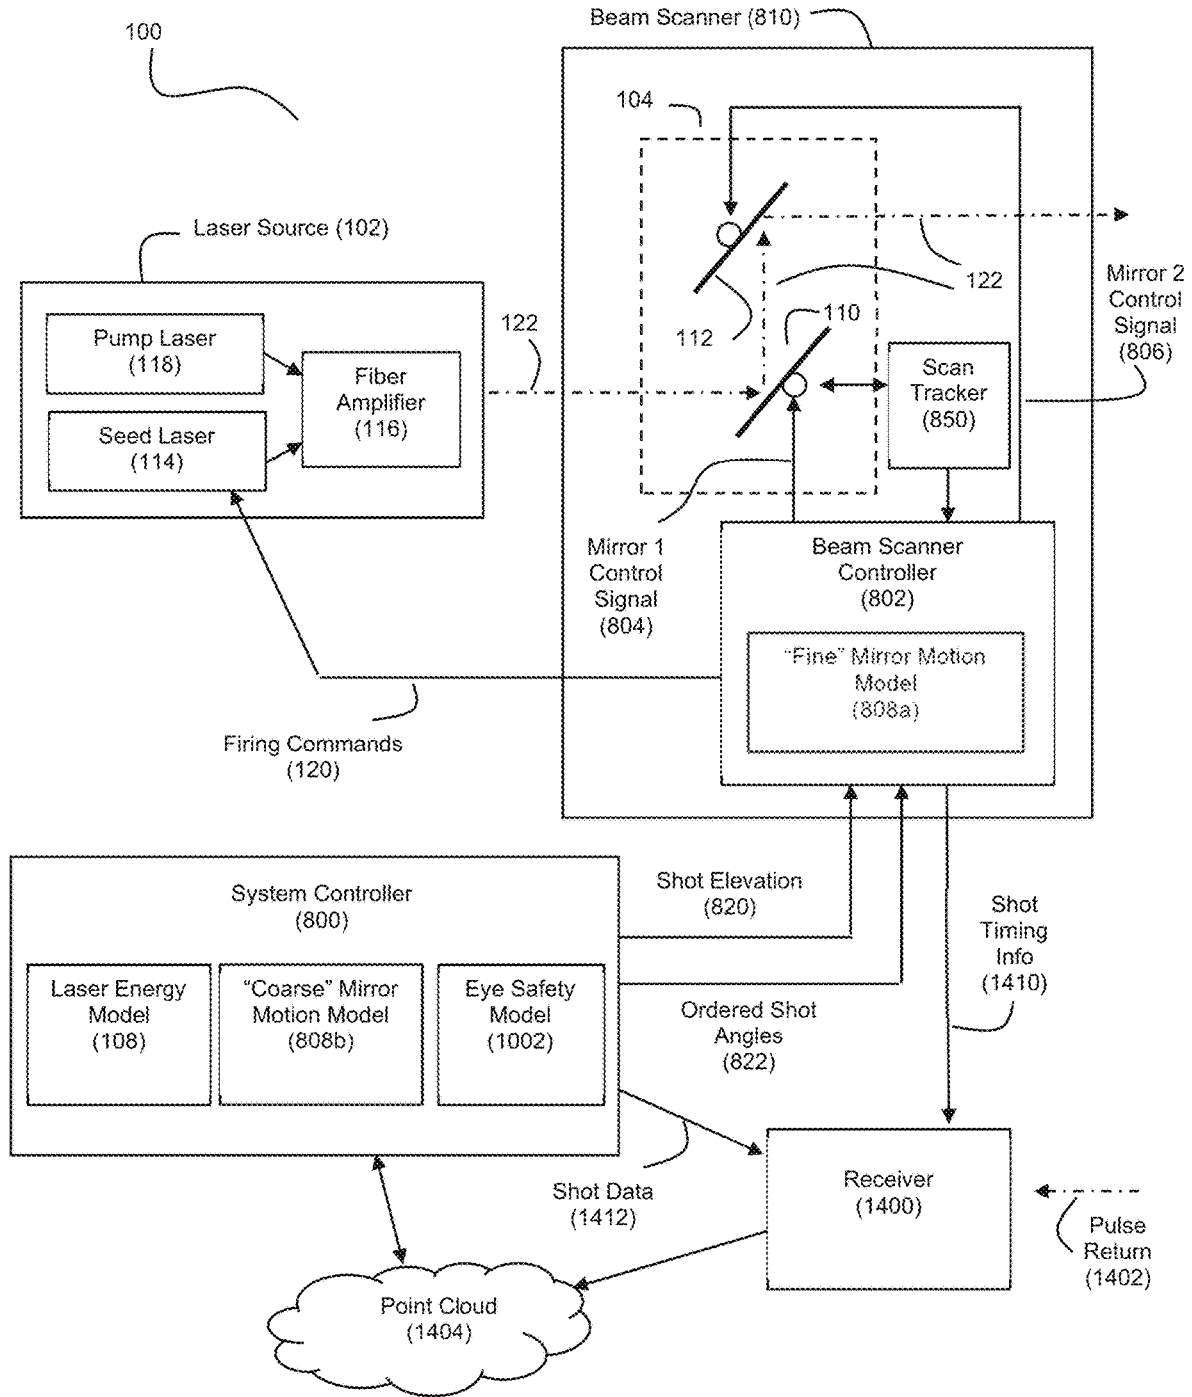 Beam Scanner (810)
100
104
Laser Source (102)
122
Mirror 2
Control
Signal
(806)
112
110
Pump Laser
(118)
Fiber
Amplifier
(116)
Seed Laser
(114)
122
Scan
Tracker
(850)
Mirror 1
Control
Signal
(804)
Beam Scanner
Controller
(802)
"Fine" Mirror Motion
Model
(808a)
Firing Commands
(120)
System Controller
(800)
Shot Elevation
(820)
Laser Energy
Model
(108)
"Coarse" Mirror
Motion Model
(808b)
Eye Safety
Model
(1002)
Ordered Shot
Angles
(822)
Shot
Timing
Info
(1410)
Shot Data
(1412)
Receiver
(1400)
Pulse
Return
(1402)
Point Cloud
(1404)